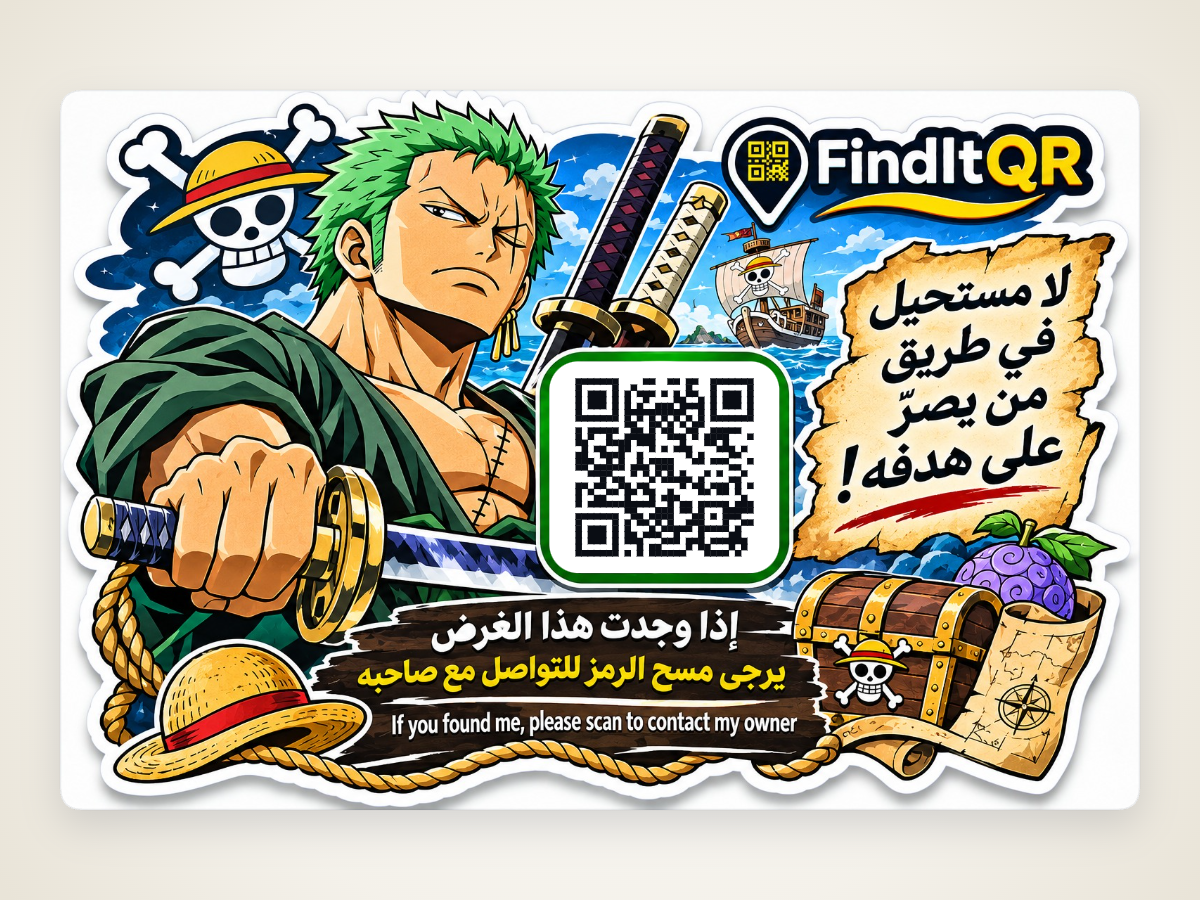 FindItQR
لا مستحيل
في طريق
من يصرّ
على هدفه!
إذا وجدت هذا الغرض
يرجى مسح الرمز للتواصل مع صاحبه
If you found me, please scan to contact my owner